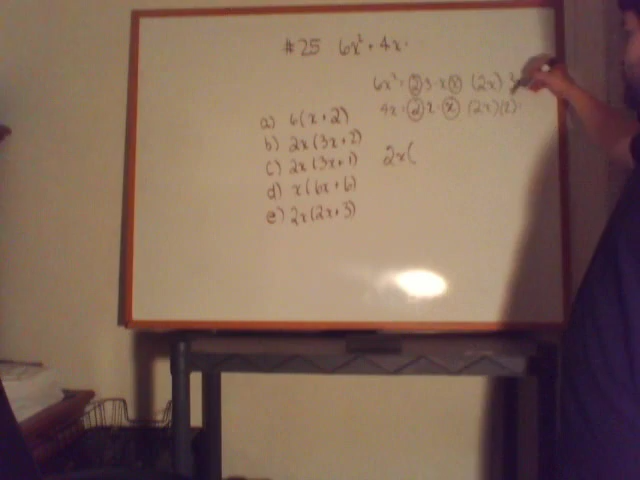 #25 6x² + 4x.
6x² = 2·3·x·x (2x) 3
4x = 2·2·x (2x)(2).
a) 6(x + 2)
b) 2x(3x + 2)
c) 2x(3x + 1)
d) x(6x + 6)
e) 2x(2x + 3)
2x(